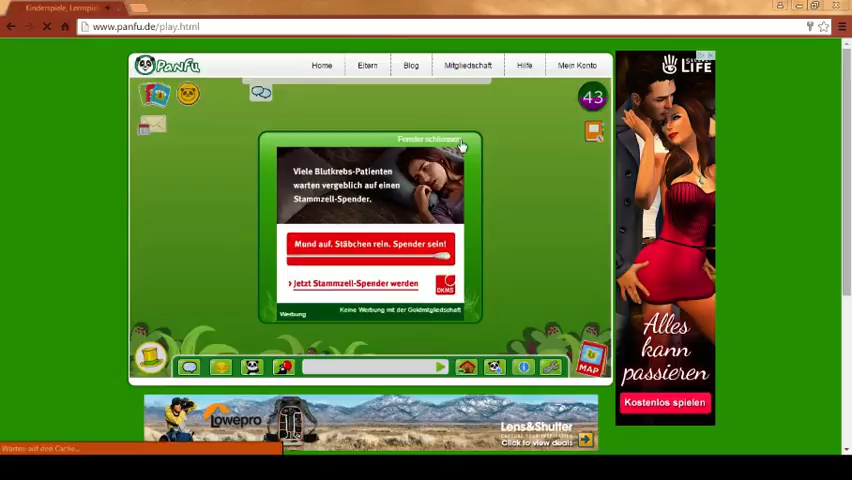 Kinderspiele, Lernspie
www.panfu.de/play.html
PANFU
Home
Eltern
Blog
Mitgliedschaft
Hilfe
Mein Konto
43
Fenster schliessen
Viele Blutkrebs-Patienten
warten vergeblich auf einen
Stammzell-Spender.
Mund auf. Stäbchen rein. Spender sein!
Jetzt Stammzell-Spender werden
DKMS
Keine Werbung mit der Goldmitgliedschaft
Werbung
MAP
LIFE
Alles
kann
passieren
Kostenlos spielen
Lowepro
Lens&Shutter
Click to view deals
Warten auf den Cache...